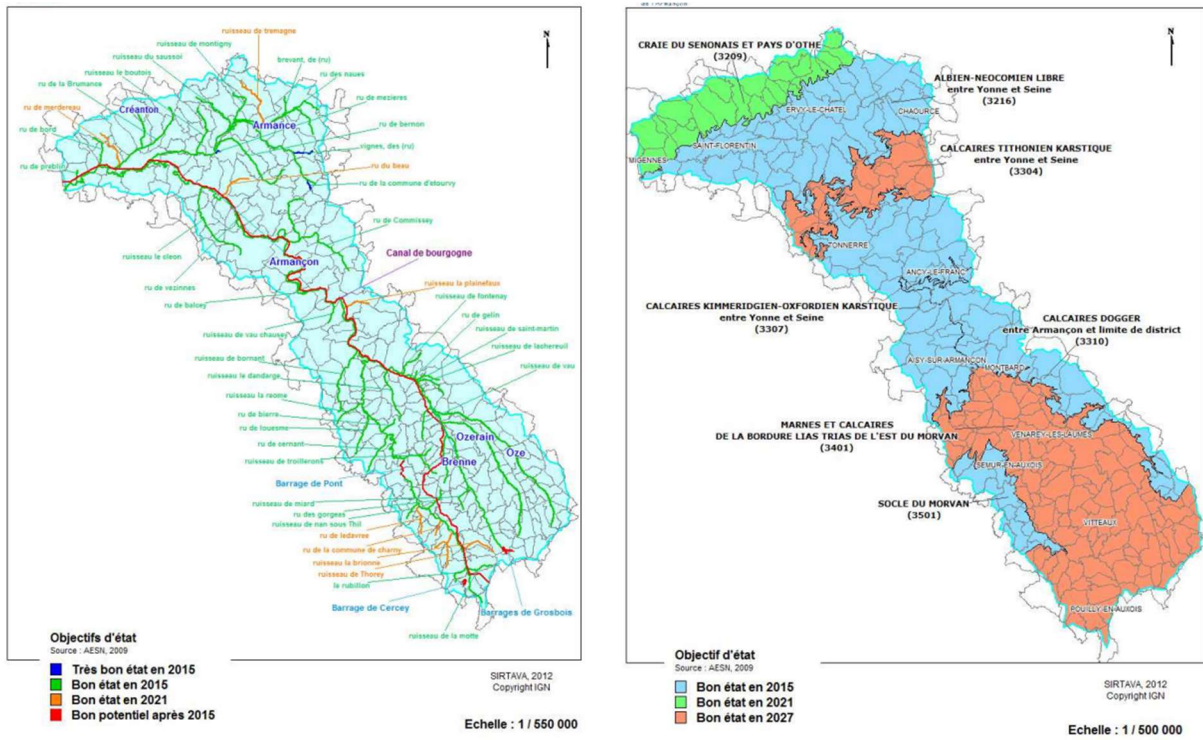 ruisseau de tremagne
ruisseau de montigny
ruisseau du saussoi
brevant, de (ru)
ruisseau le boutois
ru des naues
ru de la Brumance
ru de mezieres
ru de merdereau
Créanton
Armance
ru de bernon
ru de bord
vignes, des (ru)
ru de preblin
ru du beau
ru de la commune d'estourvy
ru de Commissey
ruisseau le cleon
Armançon
Canal de bourgogne
ru de vezinnes
ruisseau la plainefaux
ru de baloey
ruisseau de fontenay
ru de gelin
ruisseau de vau chausey
ruisseau de saint-martin
ruisseau de bornant
ruisseau de lachereuil
ruisseau le dandarge
ruisseau de vau
ruisseau la reome
ru de bierre
ru de louesme
Ozerain
ru de cernant
Oze
Brenne
ruisseau de troillerons
Barrage de Pont
ruisseau de miard
ru des gorgees
ruisseau de nan sous Thil
ru de ledavree
ru de la commune de charny
ruisseau la brionne
ruisseau de Thorey
la rubillon
Barrage de Cercey
Barrages de Grosbois
ruisseau de la motte
N
Objectifs d'état
Source : AESN, 2009
Très bon état en 2015
Bon état en 2015
Bon état en 2021
Bon potentiel après 2015
SIRTAVA, 2012
Copyright IGN
Echelle : 1 / 550 000
N
CRAIE DU SENONAIS ET PAYS D'OTHE
(3209)
ALBIEN-NEOCOMIEN LIBRE
entre Yonne et Seine
(3216)
ERVY-LE-CHATEL
CHAOURCE
SAINT-FLORENTIN
MIGENNES
CALCAIRES TITHONIEN KARSTIQUE
entre Yonne et Seine
(3304)
TONNERRE
ANCY-LE-FRANC
CALCAIRES KIMMERIDGIEN-OXFORDIEN KARSTIQUE
entre Yonne et Seine
(3307)
CALCAIRES DOGGER
entre Armançon et limite de district
(3310)
AISY-SUR-ARMANÇON
MONTBARD
MARNES ET CALCAIRES
DE LA BORDURE LIAS TRIAS DE L'EST DU MORVAN
(3401)
VENAREY-LES-LAUMES
SEMUR-EN-AUXOIS
SOCLE DU MORVAN
(3501)
VITTEAUX
POUILLY-EN-AUXOIS
Objectif d'état
Source : AESN, 2009
Bon état en 2015
Bon état en 2021
Bon état en 2027
SIRTAVA, 2012
Copyright IGN
Echelle : 1 / 500 000